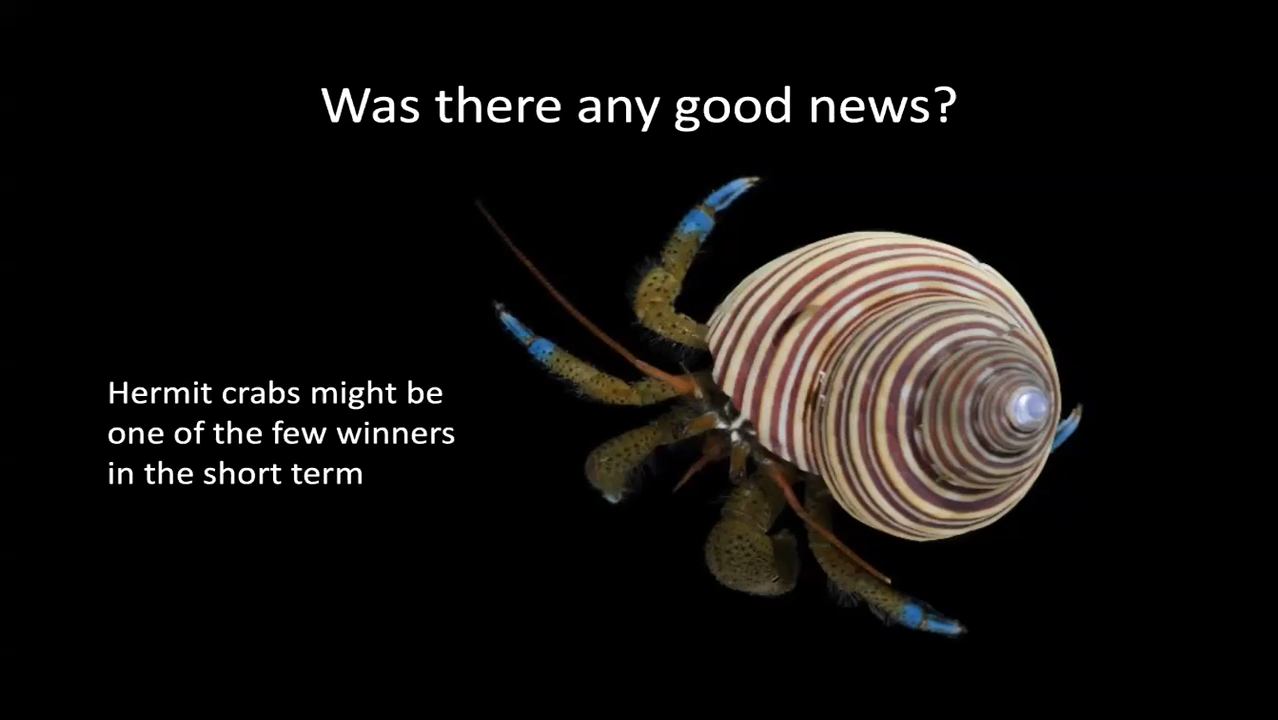 Was there any good news?
Hermit crabs might be
one of the few winners
in the short term